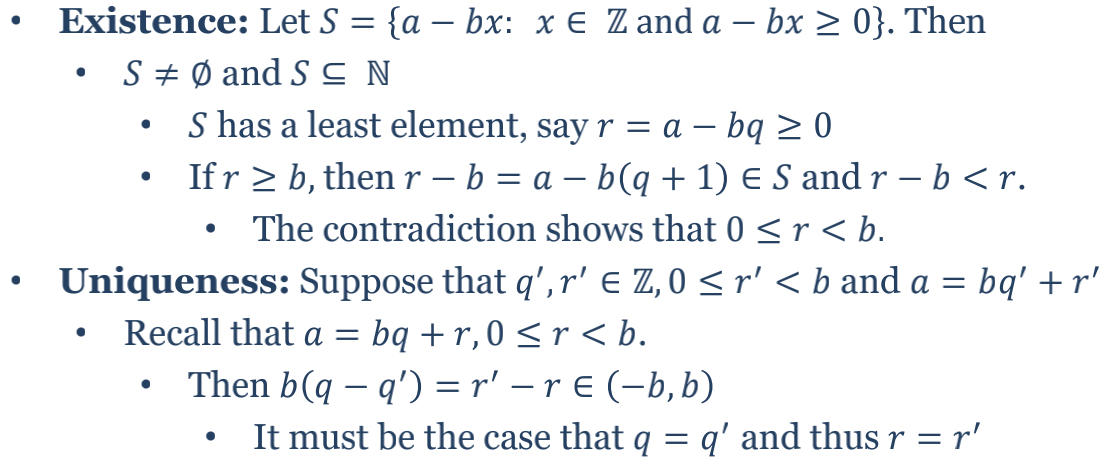 • Existence: Let S = {a − bx: x ∈ ℤ and a − bx ≥ 0}. Then
• S ≠ ∅ and S ⊆ ℕ
• S has a least element, say r = a − bq ≥ 0
• If r ≥ b, then r − b = a − b(q + 1) ∈ S and r − b < r.
• The contradiction shows that 0 ≤ r < b.
• Uniqueness: Suppose that q′, r′ ∈ ℤ, 0 ≤ r′ < b and a = bq′ + r′
• Recall that a = bq + r, 0 ≤ r < b.
• Then b(q − q′) = r′ − r ∈ (−b, b)
• It must be the case that q = q′ and thus r = r′